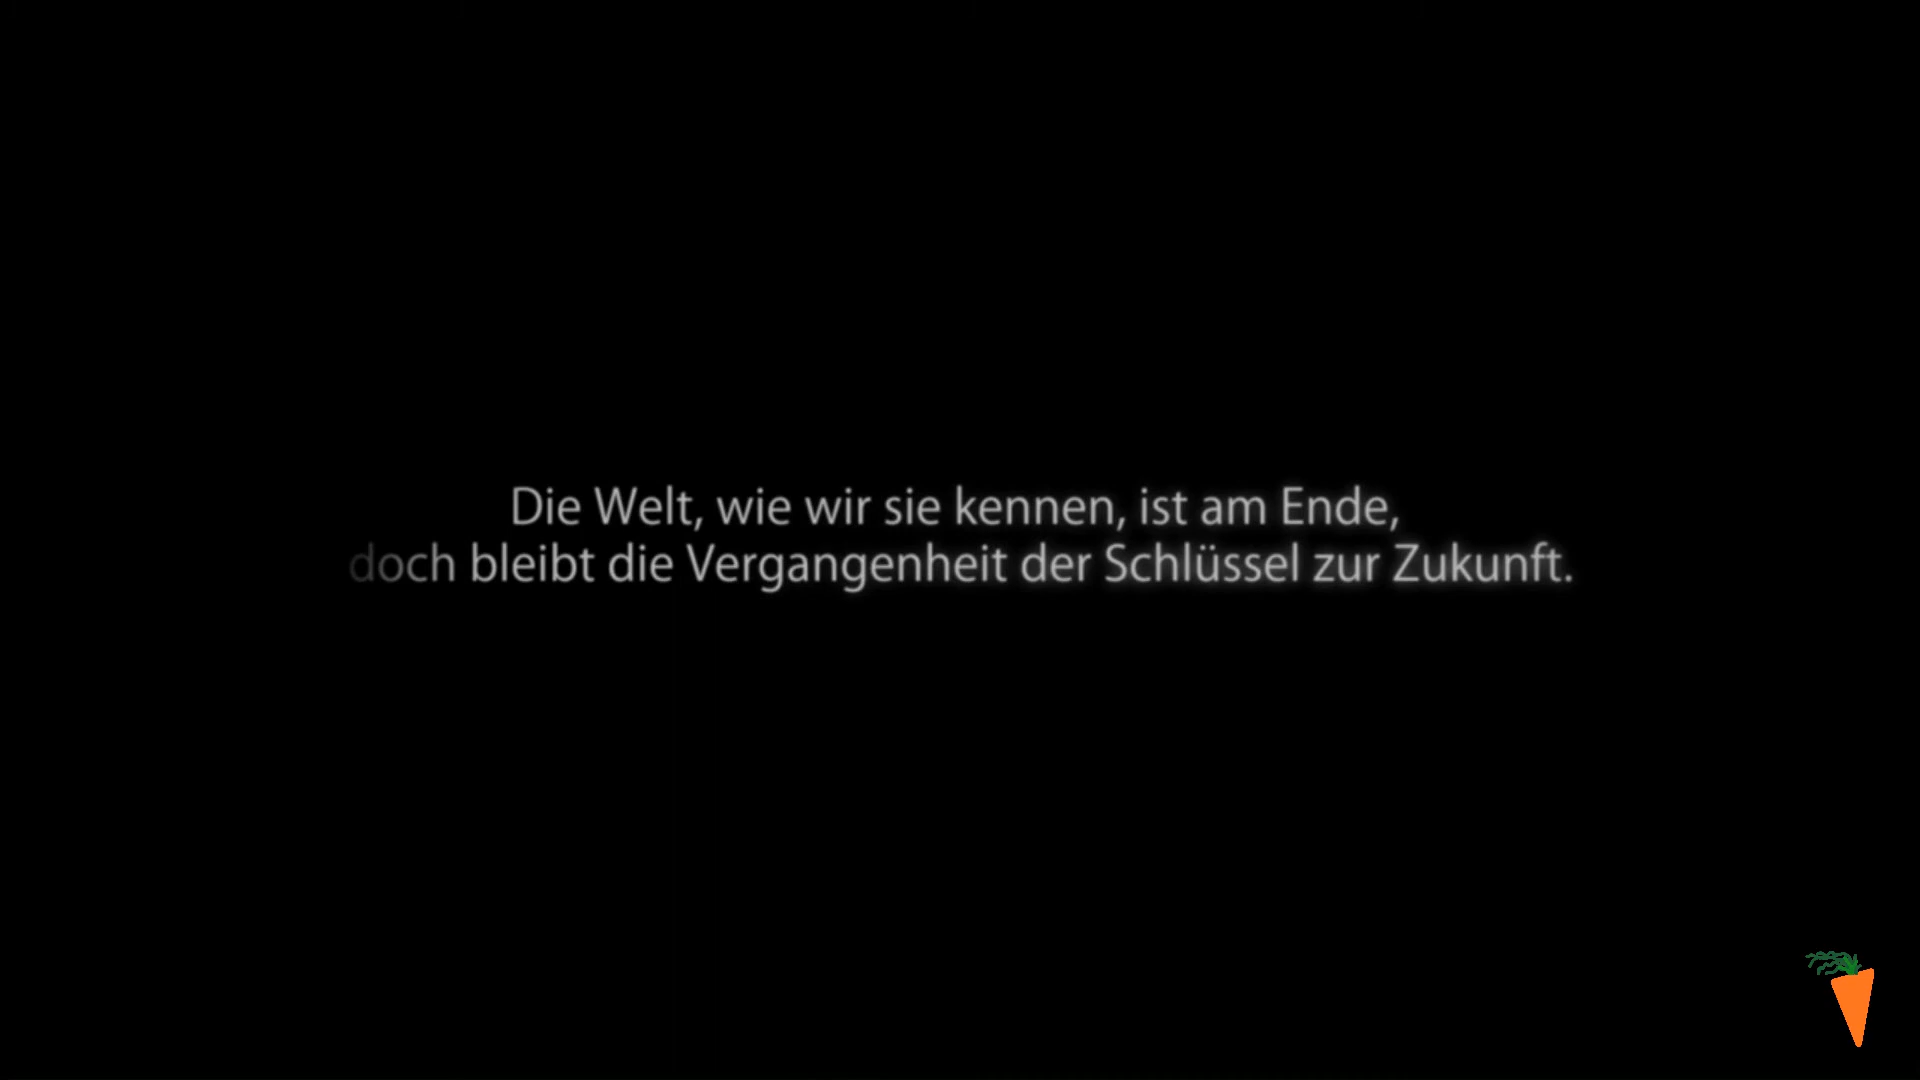 Die Welt, wie wir sie kennen, ist am Ende,
doch bleibt die Vergangenheit der Schlüssel zur Zukunft.